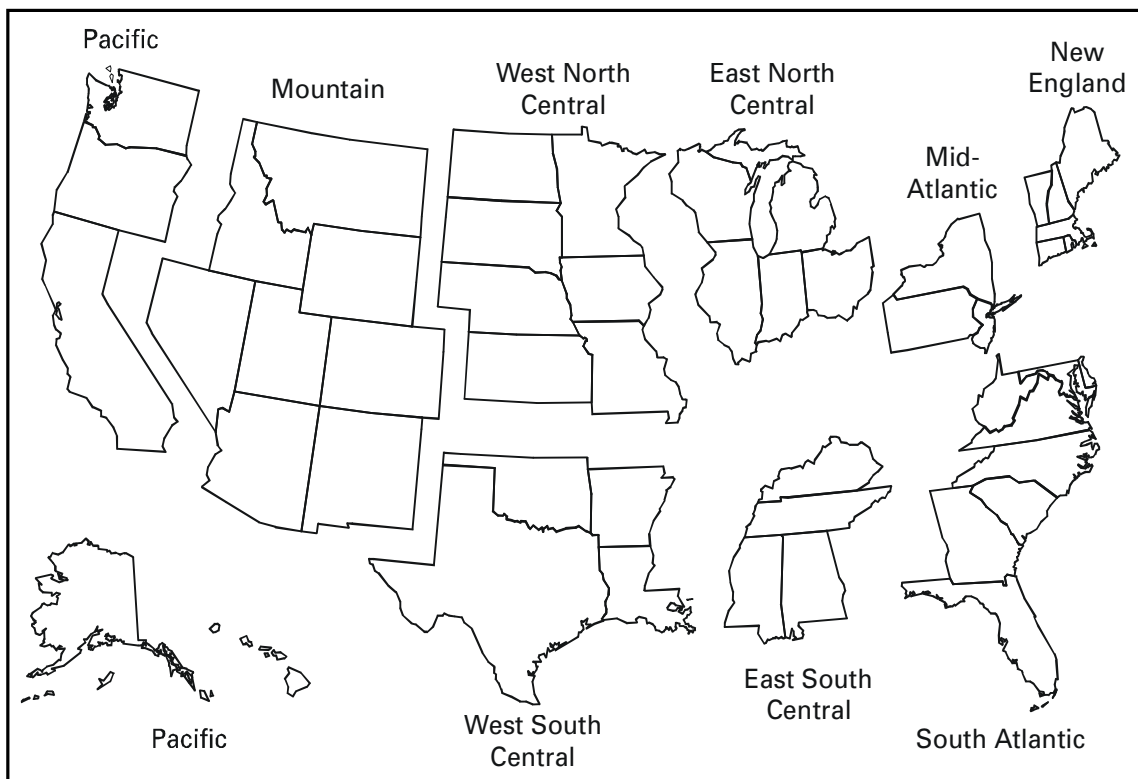 Pacific
Mountain
West North
Central
East North
Central
New
England
Mid-
Atlantic
Pacific
West South
Central
East South
Central
South Atlantic